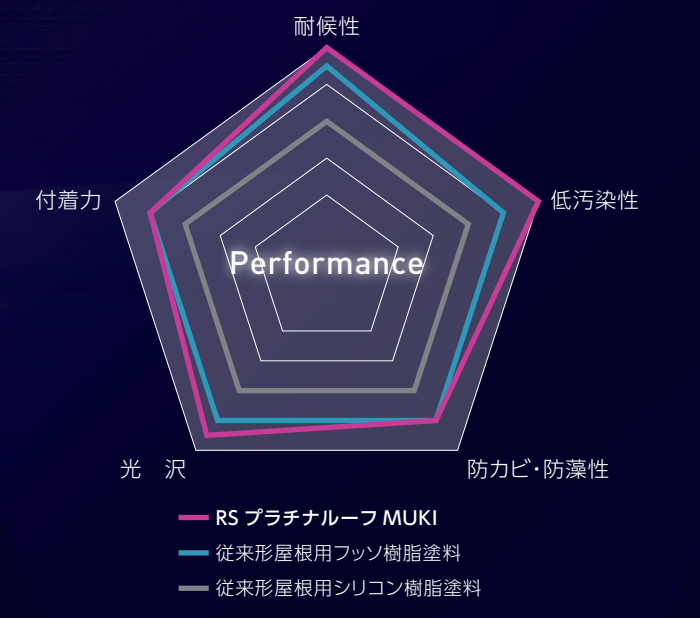 耐候性
付着力
低汚染性
Performance
光　沢
防カビ・防藻性
RS プラチナルーフ MUKI
従来形屋根用フッソ樹脂塗料
従来形屋根用シリコン樹脂塗料